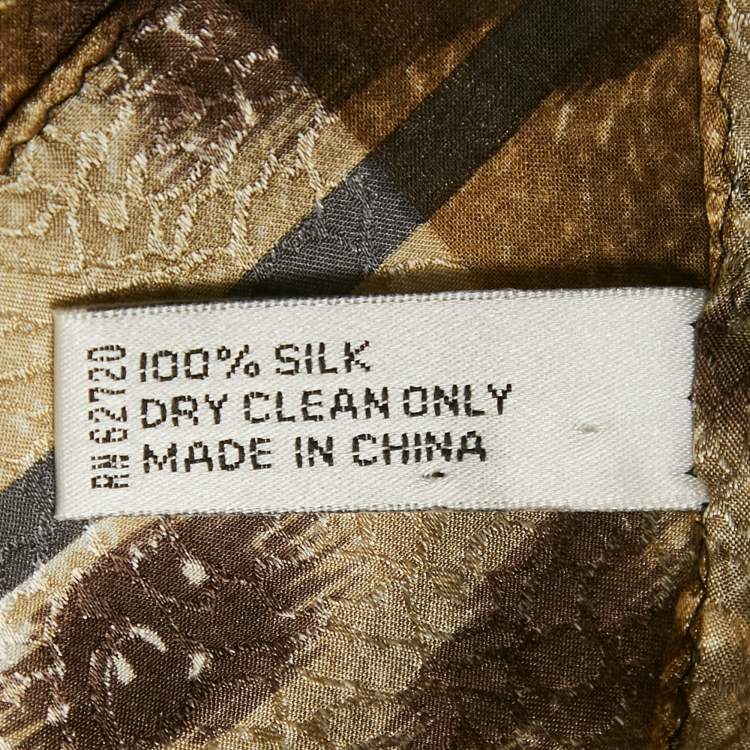 RN 62720
100% SILK
DRY CLEAN ONLY
MADE IN CHINA